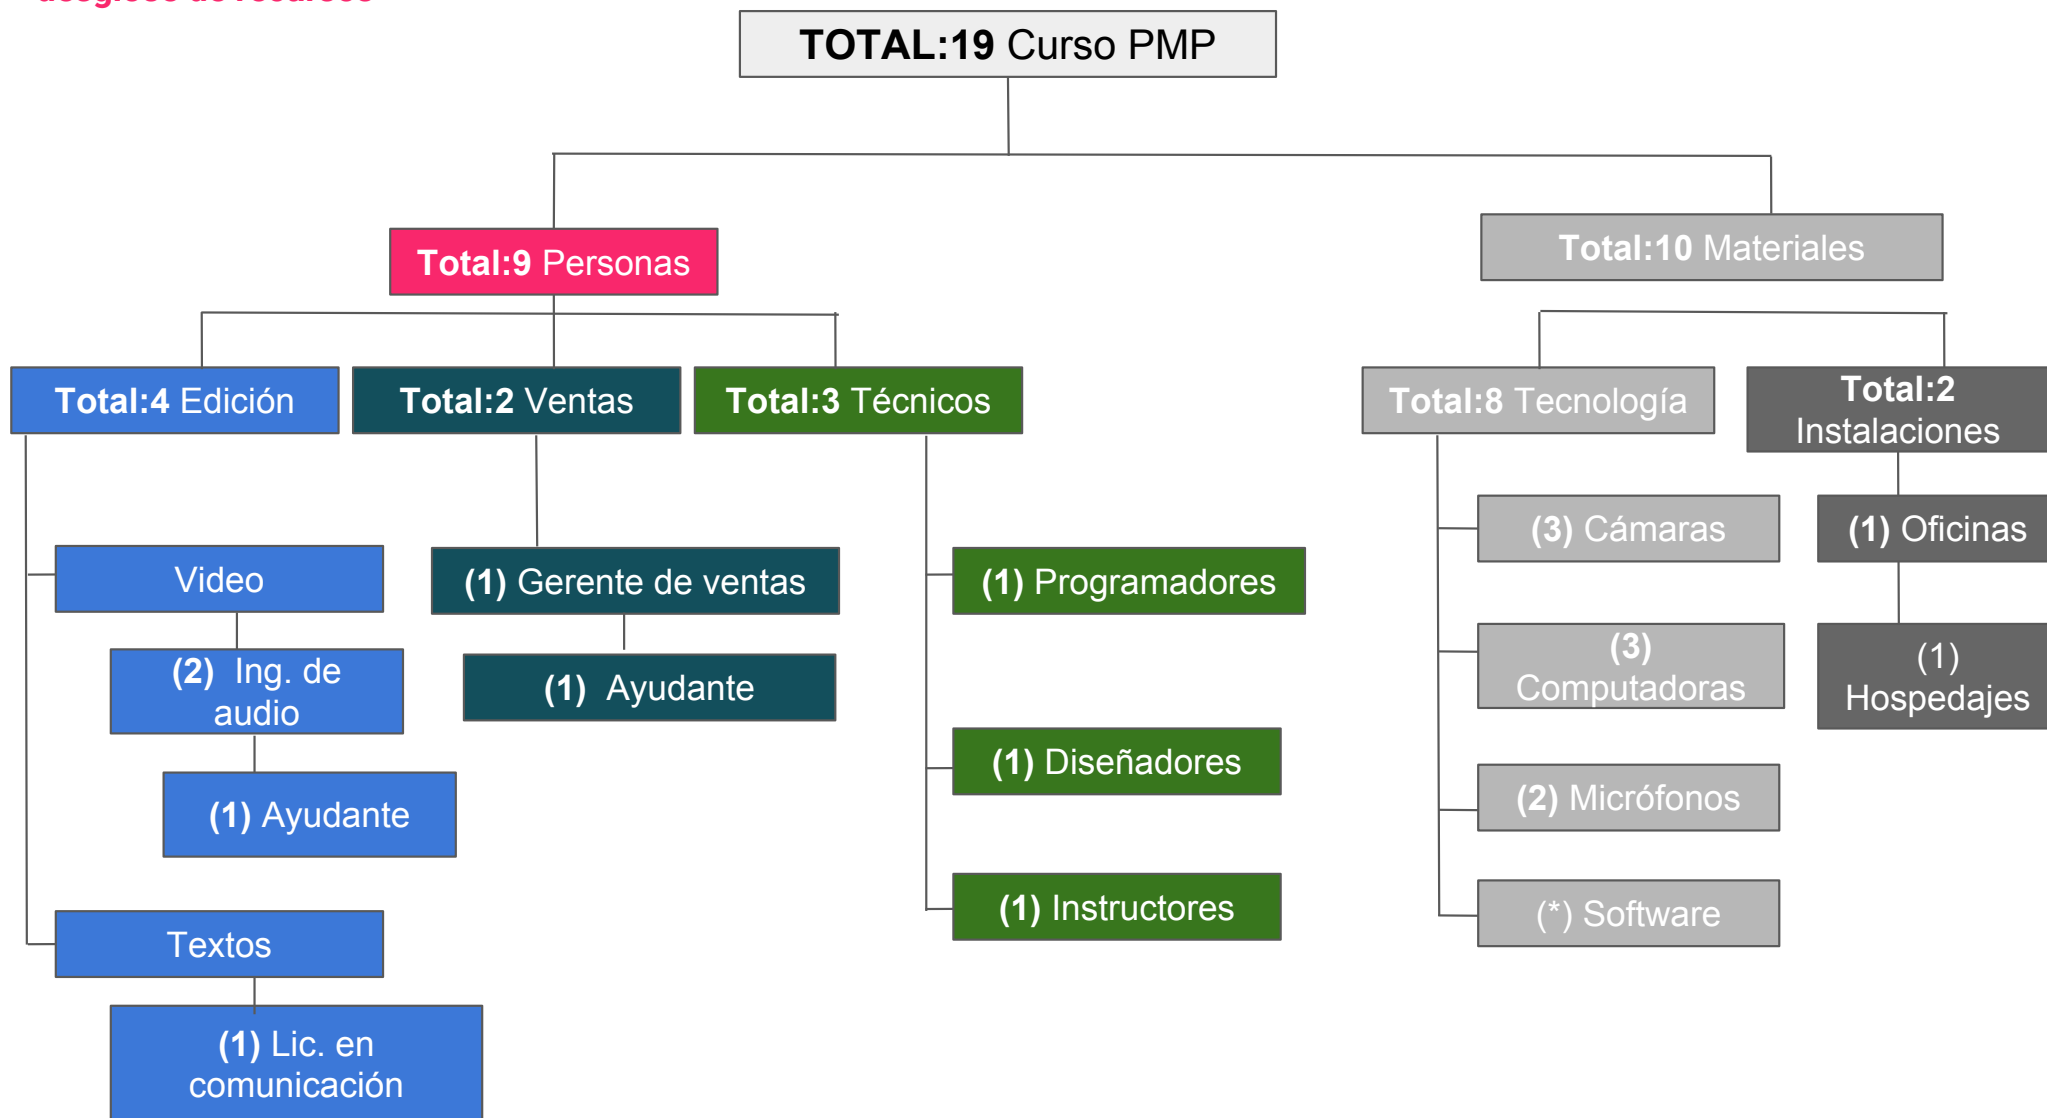 TOTAL:19 Curso PMP
Total:9 Personas
Total:10 Materiales
Total:4 Edición
Total:2 Ventas
Total:3 Técnicos
Total:8 Tecnología
Total:2
Instalaciones
Video
(2) Ing. de
audio
(1) Ayudante
Textos
(1) Lic. en
comunicación
(1) Gerente de ventas
(1) Ayudante
(1) Programadores
(1) Diseñadores
(1) Instructores
(3) Cámaras
(3)
Computadoras
(2) Micrófonos
(*) Software
(1) Oficinas
(1)
Hospedajes